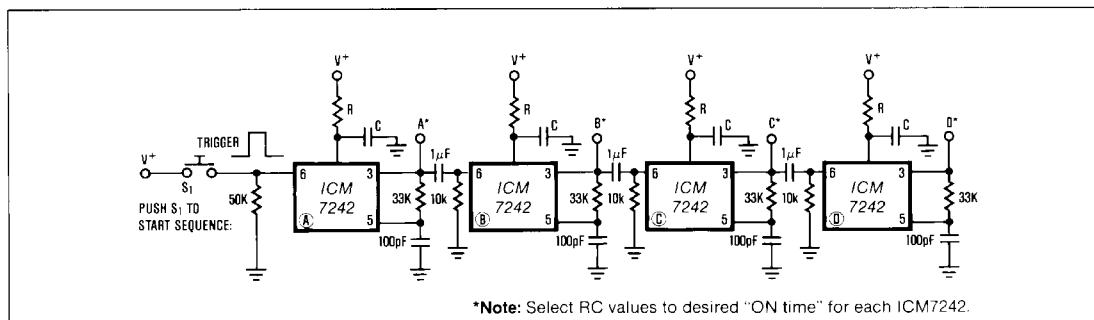 V+ V+ V+ V+
R R R R
C A* C B* C C* C D*
TRIGGER
1µF 1µF 1µF
V+
S1
6 3 6 3 6 3 6 3
ICM
7242
ICM
7242
ICM
7242
ICM
7242
50K 33K 10k 33K 10k 33K 10k 33K
PUSH S1 TO
START SEQUENCE:
A 5 B 5 C 5 D 5
100pF 100pF 100pF 100pF
*Note: Select RC values to desired "ON time" for each ICM7242.